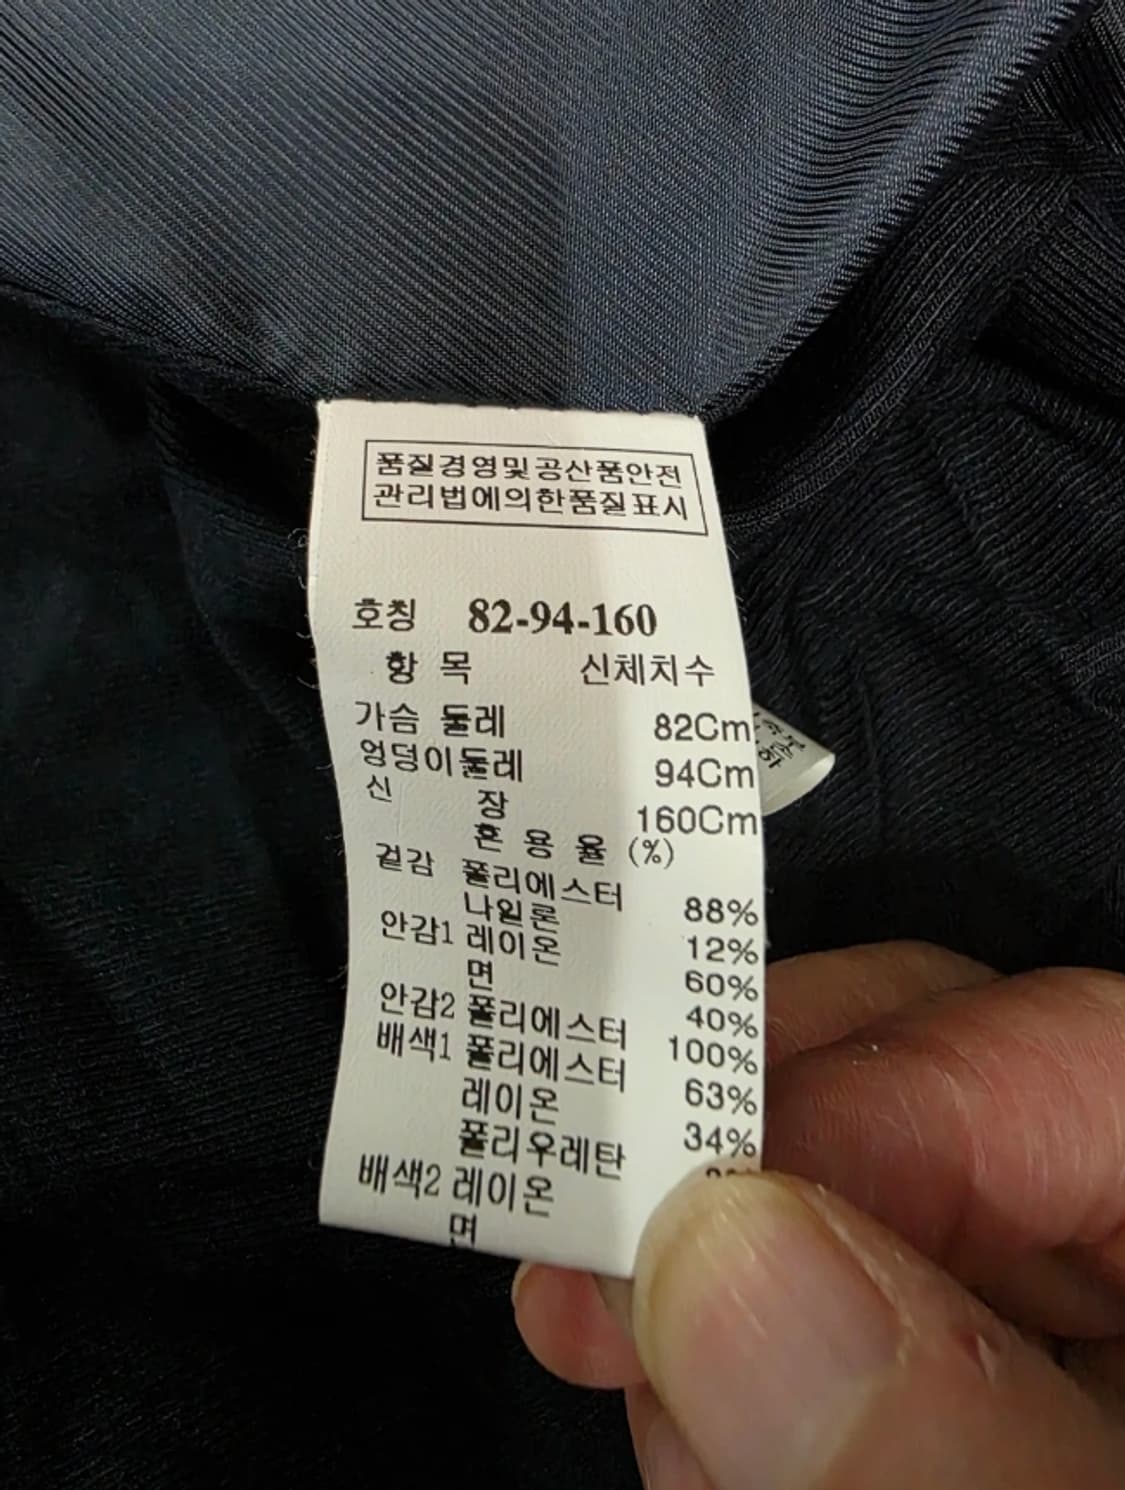 품질경영및공산품안전
관리법에의한품질표시
호칭 82-94-160
항 목 신체치수
가슴 둘레 82Cm
엉덩이둘레 94Cm
신 장 160Cm
혼 용 율 (%)
겉감 폴리에스터 88%
나일론 12%
안감1 레이온 60%
면 40%
안감2 폴리에스터 100%
배색1 폴리에스터 63%
레이온 34%
폴리우레탄
배색2 레이온
면